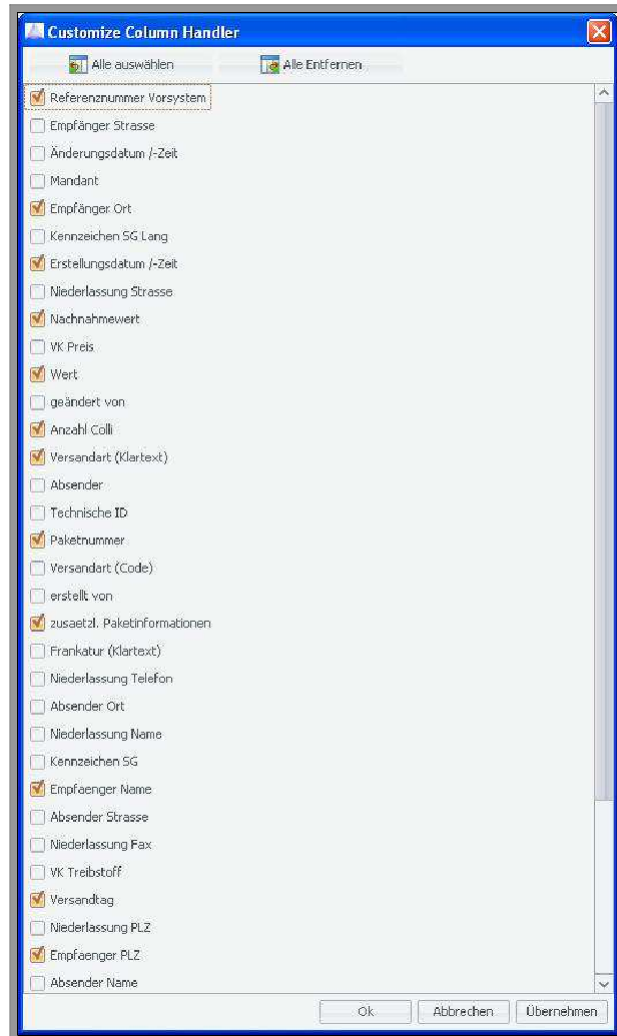 Customize Column Handler
Alle auswählen Alle Entfernen
Referenznummer Vorsystem
Empfänger Strasse
Änderungsdatum /-Zeit
Mandant
Empfänger Ort
Kennzeichen SG Lang
Erstellungsdatum /-Zeit
Niederlassung Strasse
Nachnahmewert
VK Preis
Wert
geändert von
Anzahl Colli
Versandart (Klartext)
Absender
Technische ID
Paketnummer
Versandart (Code)
erstellt von
zusaetzl. Paketinformationen
Frankatur (Klartext)
Niederlassung Telefon
Absender Ort
Niederlassung Name
Kennzeichen SG
Empfaenger Name
Absender Strasse
Niederlassung Fax
VK Treibstoff
Versandtag
Niederlassung PLZ
Empfaenger PLZ
Absender Name
Ok Abbrechen Übernehmen